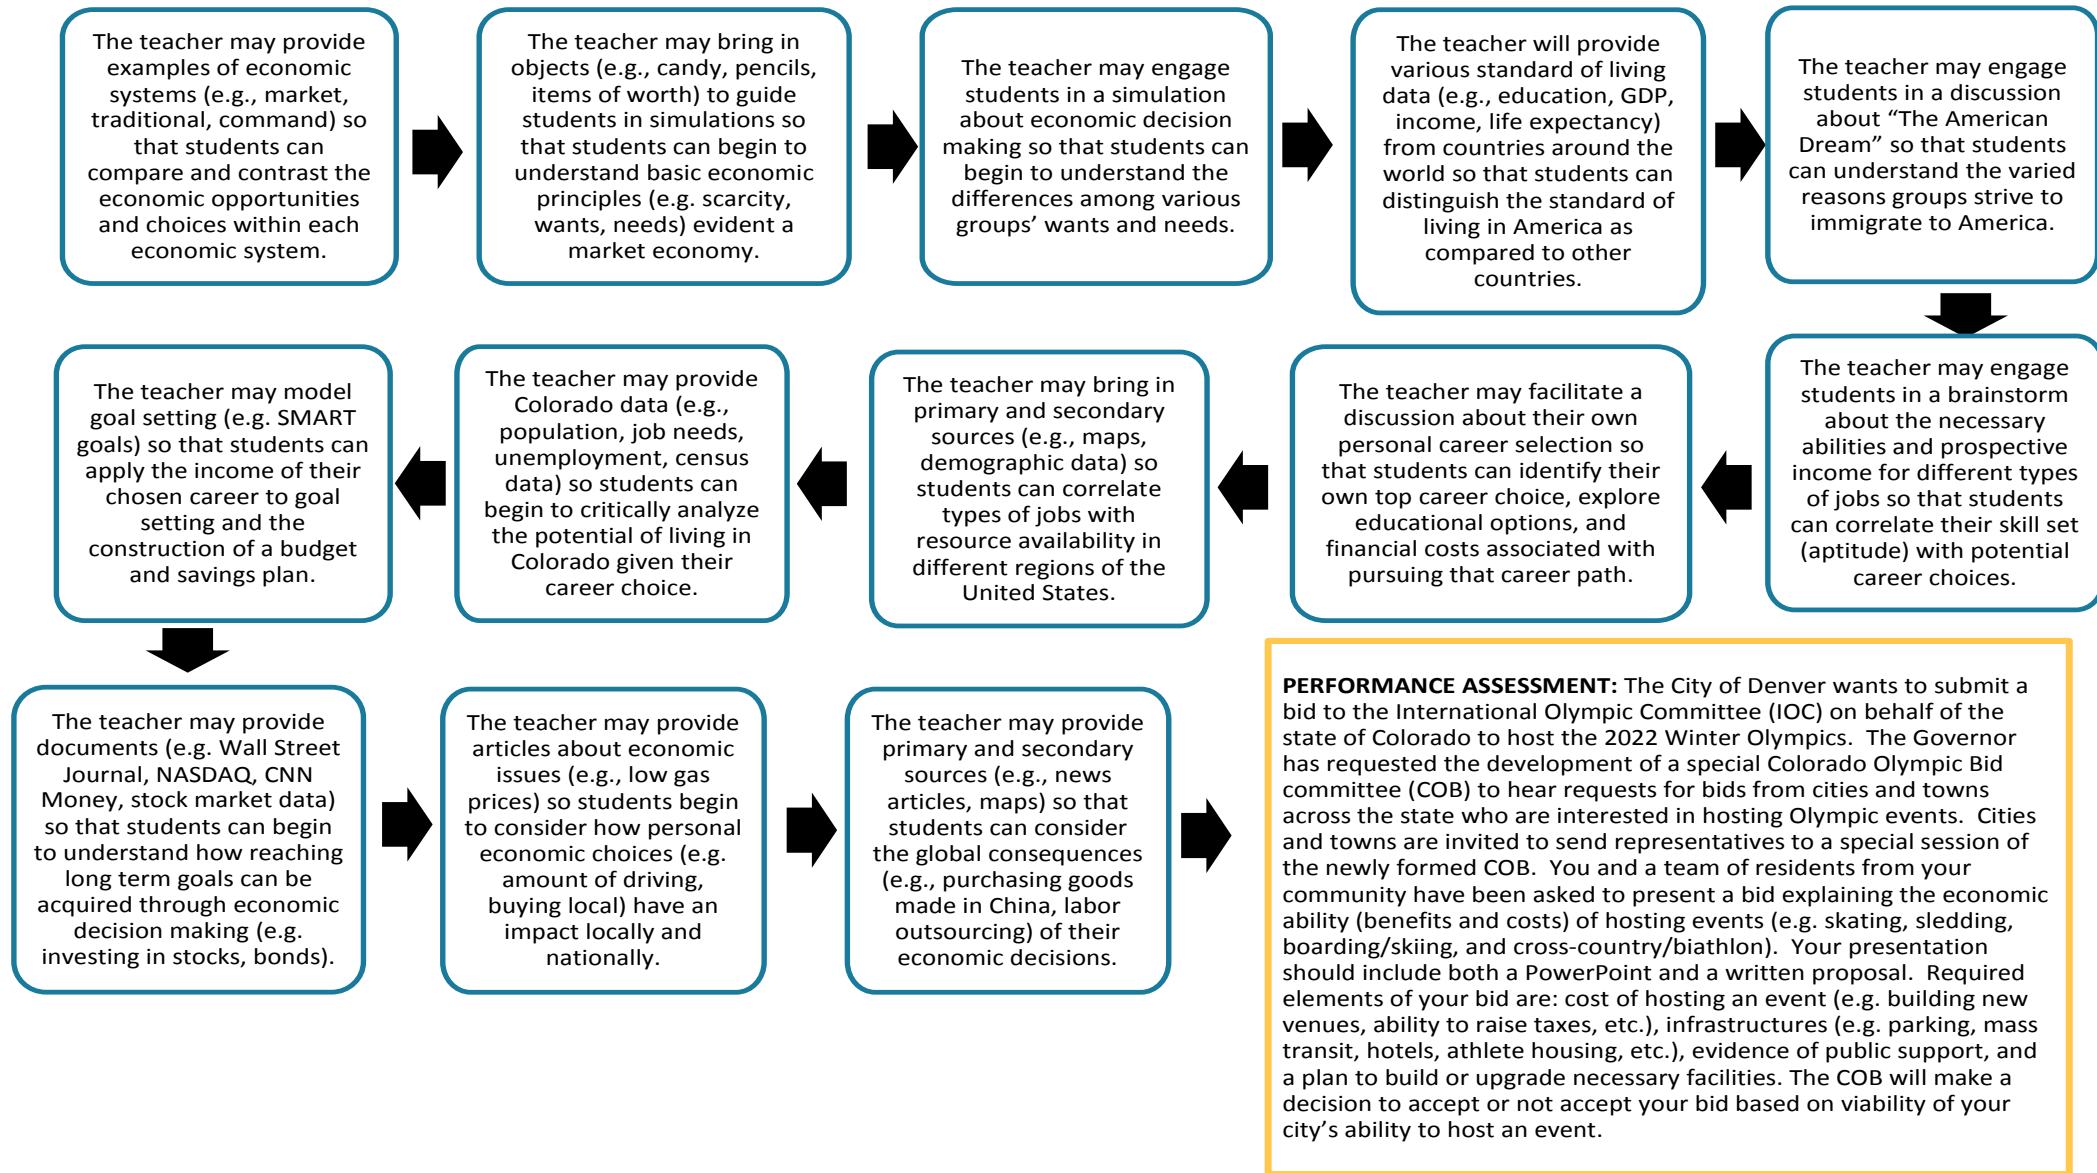 The teacher may provide
examples of economic
systems (e.g., market,
traditional, command) so
that students can
compare and contrast the
economic opportunities
and choices within each
economic system.
The teacher may bring in
objects (e.g., candy, pencils,
items of worth) to guide
students in simulations so
that students can begin to
understand basic economic
principles (e.g. scarcity,
wants, needs) evident a
market economy.
The teacher may engage
students in a simulation
about economic decision
making so that students can
begin to understand the
differences among various
groups’ wants and needs.
The teacher will provide
various standard of living
data (e.g., education, GDP,
income, life expectancy)
from countries around the
world so that students can
distinguish the standard of
living in America as
compared to other
countries.
The teacher may engage
students in a discussion
about “The American
Dream” so that students
can understand the varied
reasons groups strive to
immigrate to America.
The teacher may engage
students in a brainstorm
about the necessary
abilities and prospective
income for different types
of jobs so that students
can correlate their skill set
(aptitude) with potential
career choices.
The teacher may facilitate a
discussion about their own
personal career selection so
that students can identify their
own top career choice, explore
educational options, and
financial costs associated with
pursuing that career path.
The teacher may bring in
primary and secondary
sources (e.g., maps,
demographic data) so
students can correlate
types of jobs with
resource availability in
different regions of the
United States.
The teacher may provide
Colorado data (e.g.,
population, job needs,
unemployment, census
data) so students can
begin to critically analyze
the potential of living in
Colorado given their
career choice.
The teacher may model
goal setting (e.g. SMART
goals) so that students can
apply the income of their
chosen career to goal
setting and the
construction of a budget
and savings plan.
The teacher may provide
documents (e.g. Wall Street
Journal, NASDAQ, CNN
Money, stock market data)
so that students can begin
to understand how reaching
long term goals can be
acquired through economic
decision making (e.g.
investing in stocks, bonds).
The teacher may provide
articles about economic
issues (e.g., low gas
prices) so students begin
to consider how personal
economic choices (e.g.
amount of driving,
buying local) have an
impact locally and
nationally.
The teacher may provide
primary and secondary
sources (e.g., news
articles, maps) so that
students can consider
the global consequences
(e.g., purchasing goods
made in China, labor
outsourcing) of their
economic decisions.
PERFORMANCE ASSESSMENT: The City of Denver wants to submit a
bid to the International Olympic Committee (IOC) on behalf of the
state of Colorado to host the 2022 Winter Olympics. The Governor
has requested the development of a special Colorado Olympic Bid
committee (COB) to hear requests for bids from cities and towns
across the state who are interested in hosting Olympic events. Cities
and towns are invited to send representatives to a special session of
the newly formed COB. You and a team of residents from your
community have been asked to present a bid explaining the economic
ability (benefits and costs) of hosting events (e.g. skating, sledding,
boarding/skiing, and cross-country/biathlon). Your presentation
should include both a PowerPoint and a written proposal. Required
elements of your bid are: cost of hosting an event (e.g. building new
venues, ability to raise taxes, etc.), infrastructures (e.g. parking, mass
transit, hotels, athlete housing, etc.), evidence of public support, and
a plan to build or upgrade necessary facilities. The COB will make a
decision to accept or not accept your bid based on viability of your
city’s ability to host an event.